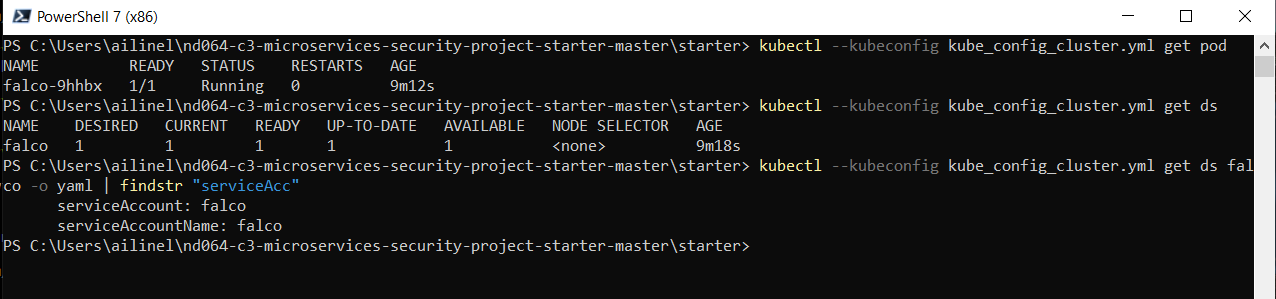 PowerShell 7 (x86)
PS C:\Users\ailinel\nd064-c3-microservices-security-project-starter-master\starter> kubectl --kubeconfig kube_config_cluster.yml get pod
NAME          READY   STATUS    RESTARTS   AGE
falco-9hhbx   1/1     Running   0          9m12s
PS C:\Users\ailinel\nd064-c3-microservices-security-project-starter-master\starter> kubectl --kubeconfig kube_config_cluster.yml get ds
NAME    DESIRED   CURRENT   READY   UP-TO-DATE   AVAILABLE   NODE SELECTOR   AGE
falco   1         1         1       1            1           <none>          9m18s
PS C:\Users\ailinel\nd064-c3-microservices-security-project-starter-master\starter> kubectl --kubeconfig kube_config_cluster.yml get ds fal
co -o yaml | findstr "serviceAcc"
      serviceAccount: falco
      serviceAccountName: falco
PS C:\Users\ailinel\nd064-c3-microservices-security-project-starter-master\starter>